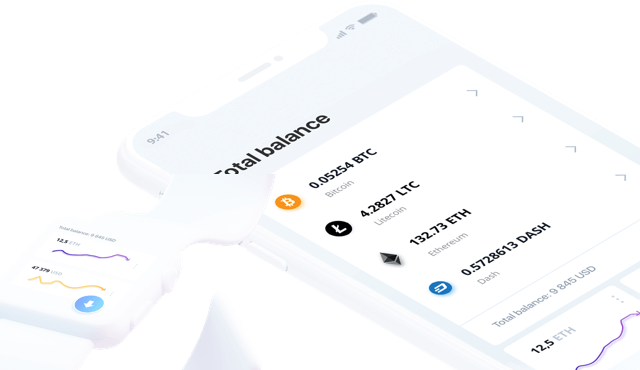 9:41
Total balance
0.05254 BTC
Bitcoin
4.2827 LTC
Litecoin
132.73 ETH
Ethereum
0.5728613 DASH
Dash
Total balance: 9 845 USD
12,5 ETH
Total balance: 9 845 USD
12,5 ETH
47 379 USD